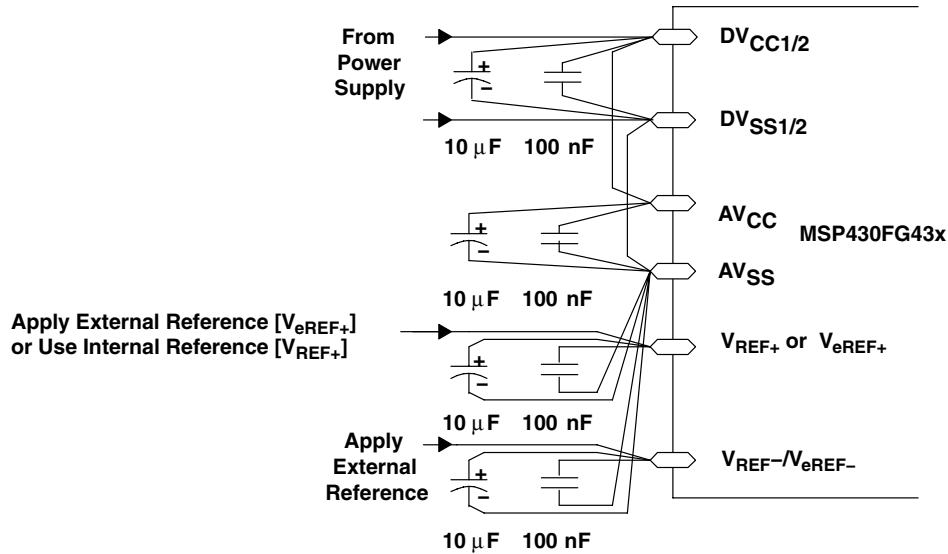 From
Power
Supply
DVCC1/2
+
−
DVSS1/2
10 μF 100 nF
AVCC
MSP430FG43x
+
−
AVSS
10 μF 100 nF
Apply External Reference [VeREF+]
or Use Internal Reference [VREF+]
VREF+ or VeREF+
+
−
10 μF 100 nF
Apply
External
Reference
VREF−/VeREF−
+
−
10 μF 100 nF